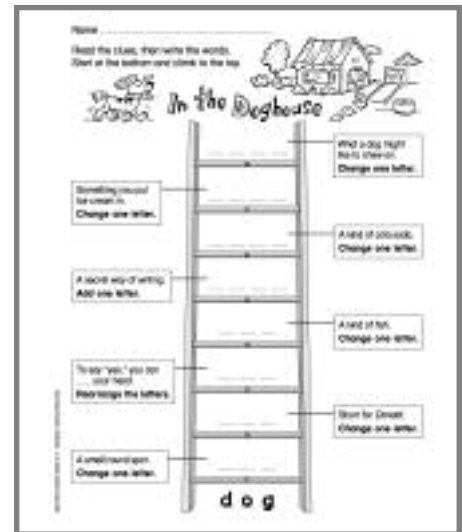 Name
Read the clues, then write the words.
Start at the bottom and climb to the top.
In the Doghouse
What a dog might
like to chew on.
Change one letter.
Something you put
ice cream in.
Change one letter.
A kind of
Change one letter.
A secret way of writing.
Add one letter.
A kind of fish.
Change one letter.
To say "yes," you
your head.
Rearrange the letters.
Short for Donald.
Change one letter.
A small round spot.
Change one letter.
dog